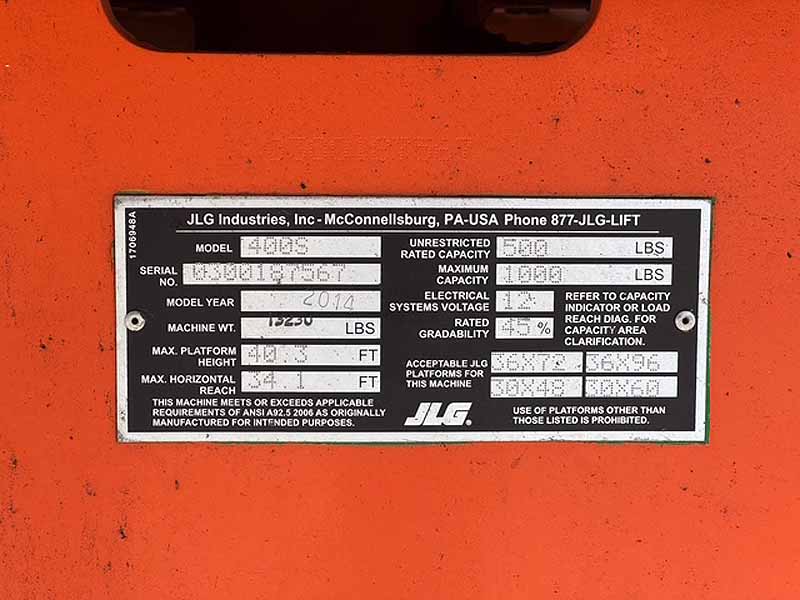 JLG Industries, Inc - McConnellsburg, PA-USA Phone 877-JLG-LIFT
1706948A
MODEL 400S
SERIAL NO. 0300187567
MODEL YEAR 2014
MACHINE WT. 13230 LBS
MAX. PLATFORM HEIGHT 40.3 FT
MAX. HORIZONTAL REACH 34.1 FT
THIS MACHINE MEETS OR EXCEEDS APPLICABLE
REQUIREMENTS OF ANSI A92.5 2006 AS ORIGINALLY
MANUFACTURED FOR INTENDED PURPOSES.
UNRESTRICTED RATED CAPACITY 500 LBS
MAXIMUM CAPACITY 1000 LBS
ELECTRICAL SYSTEMS VOLTAGE 12
RATED GRADABILITY 45 %
REFER TO CAPACITY
INDICATOR OR LOAD
REACH DIAG. FOR
CAPACITY AREA
CLARIFICATION.
ACCEPTABLE JLG
PLATFORMS FOR
THIS MACHINE
36X72 36X96
30X48 30X60
JLG®
USE OF PLATFORMS OTHER THAN
THOSE LISTED IS PROHIBITED.